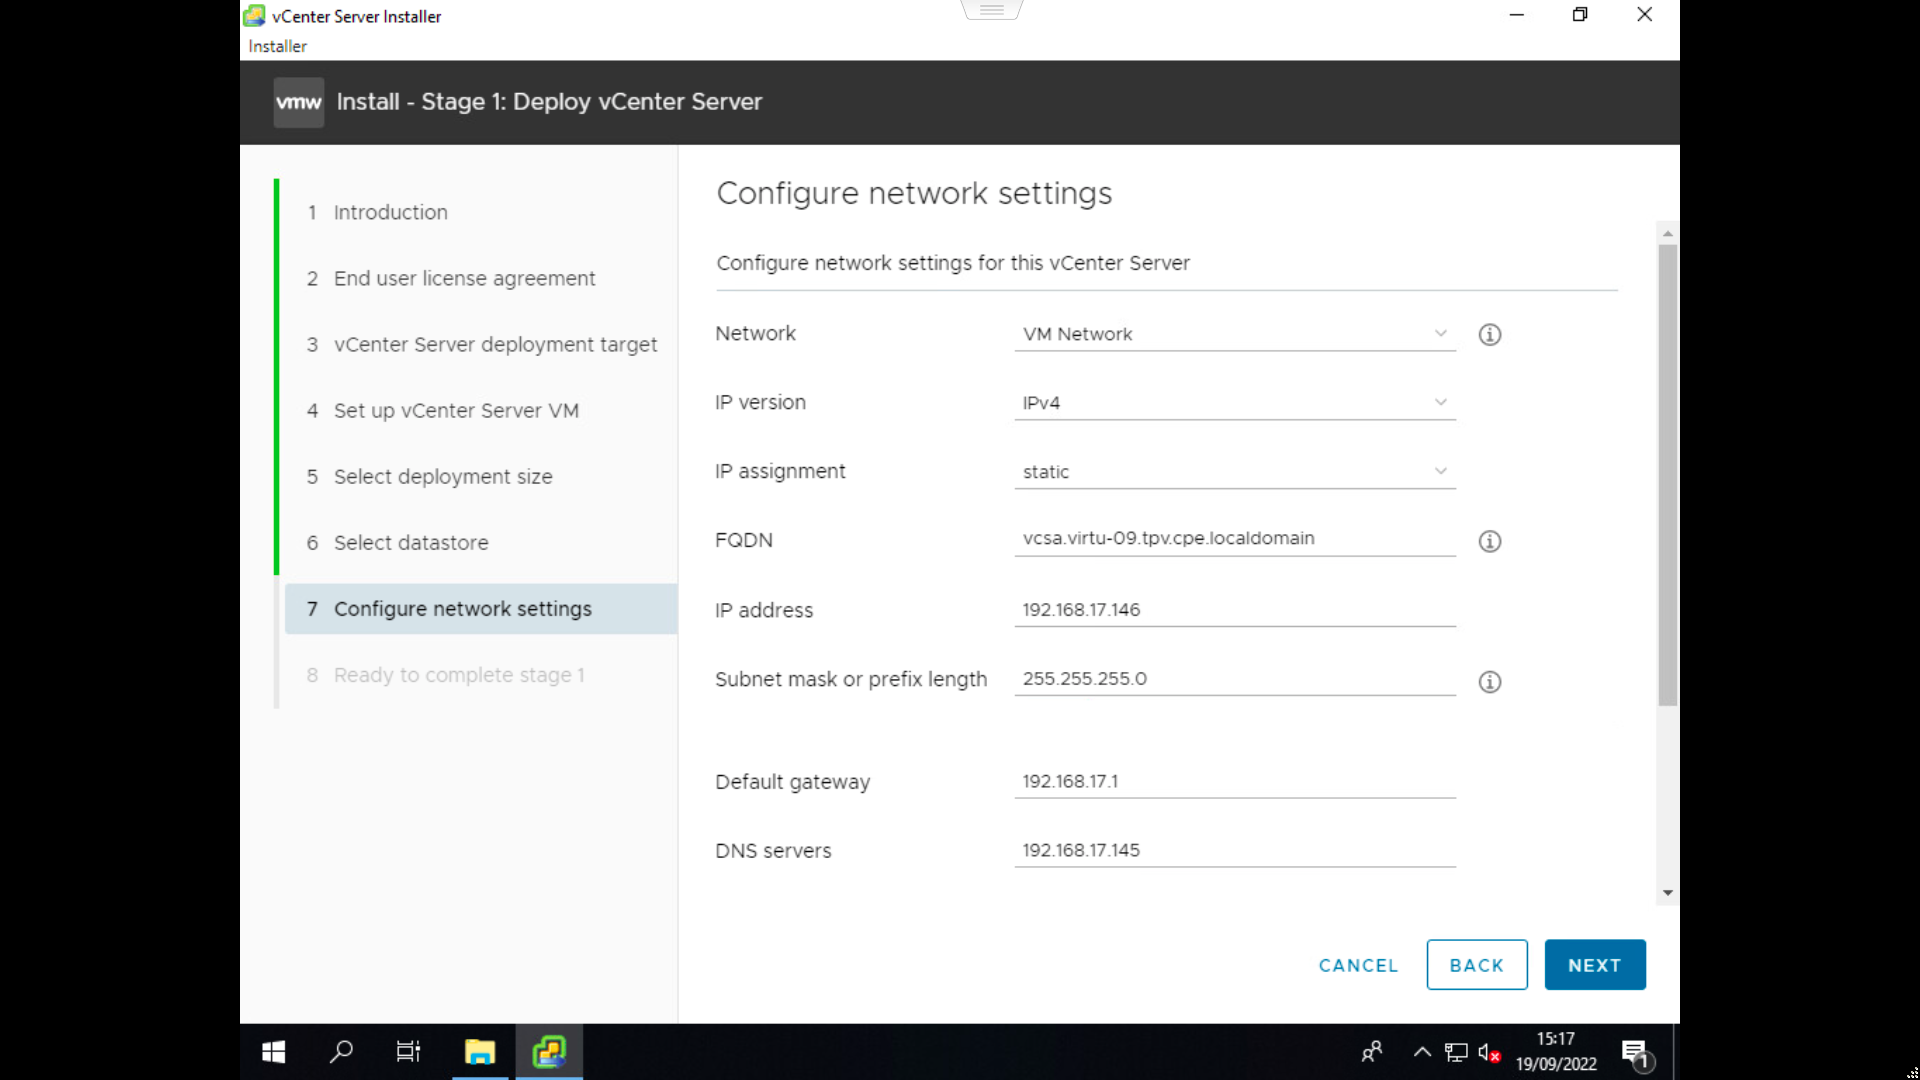 vCenter Server Installer
Installer
vmw Install - Stage 1: Deploy vCenter Server
1 Introduction
2 End user license agreement
3 vCenter Server deployment target
4 Set up vCenter Server VM
5 Select deployment size
6 Select datastore
7 Configure network settings
8 Ready to complete stage 1
Configure network settings
Configure network settings for this vCenter Server
Network VM Network
IP version IPv4
IP assignment static
FQDN vcsa.virtu-09.tpv.cpe.localdomain
IP address 192.168.17.146
Subnet mask or prefix length 255.255.255.0
Default gateway 192.168.17.1
DNS servers 192.168.17.145
CANCEL BACK NEXT
15:17
19/09/2022
1